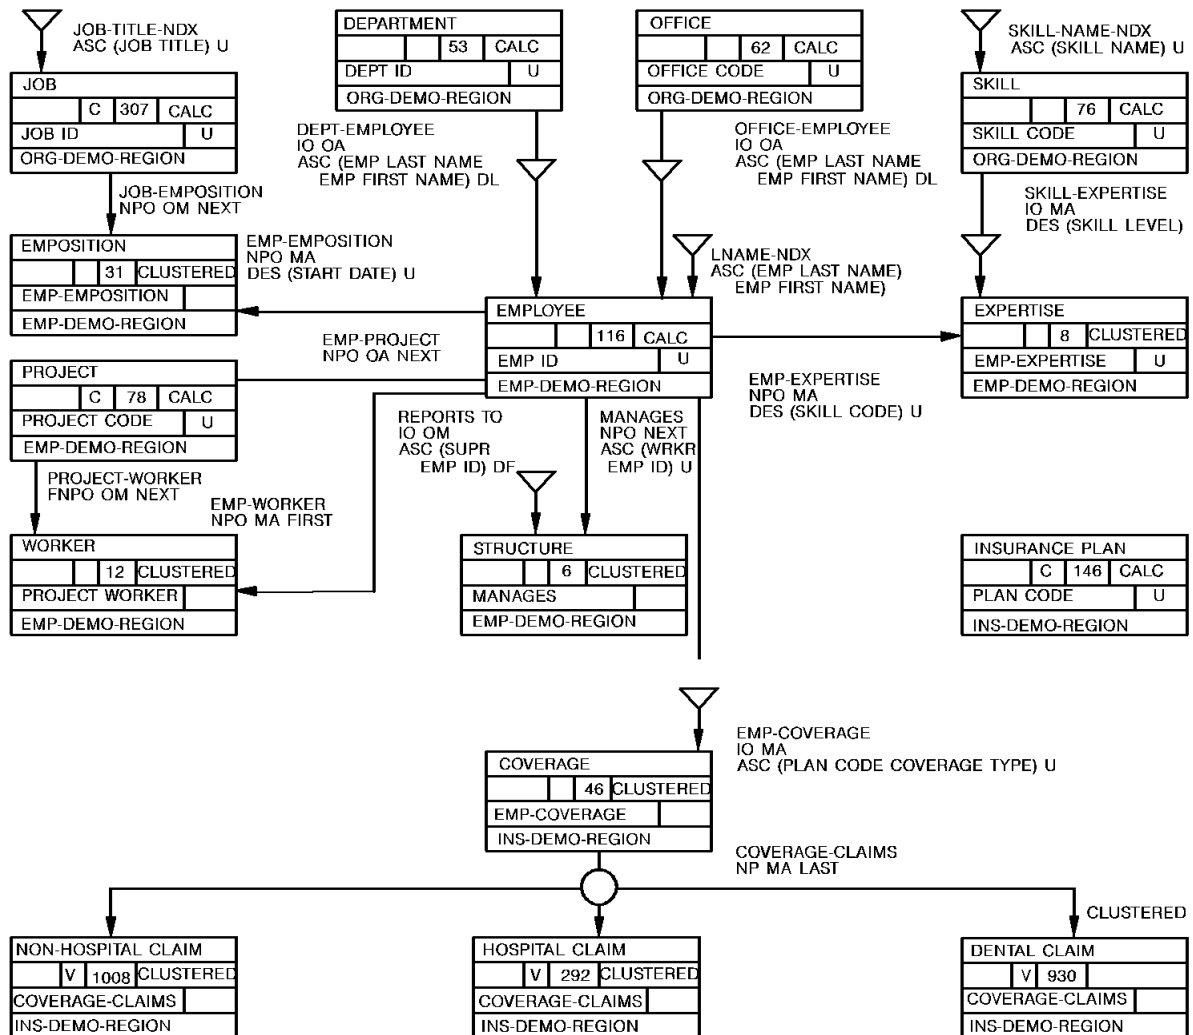 JOB-TITLE-NDX
ASC (JOB TITLE) U
JOB
C 307 CALC
JOB ID U
ORG-DEMO-REGION
DEPARTMENT
53 CALC
DEPT ID U
ORG-DEMO-REGION
OFFICE
62 CALC
OFFICE CODE U
ORG-DEMO-REGION
SKILL-NAME-NDX
ASC (SKILL NAME) U
SKILL
76 CALC
SKILL CODE U
ORG-DEMO-REGION
JOB-EMPOSITION
NPO OM NEXT
DEPT-EMPLOYEE
IO OA
ASC (EMP LAST NAME
EMP FIRST NAME) DL
OFFICE-EMPLOYEE
IO OA
ASC (EMP LAST NAME
EMP FIRST NAME) DL
SKILL-EXPERTISE
IO MA
DES (SKILL LEVEL)
EMPOSITION
31 CLUSTERED
EMP-EMPOSITION
EMP-DEMO-REGION
EMP-EMPOSITION
NPO MA
DES (START DATE) U
LNAME-NDX
ASC (EMP LAST NAME)
EMP FIRST NAME)
EMPLOYEE
116 CALC
EMP ID U
EMP-DEMO-REGION
EXPERTISE
8 CLUSTERED
EMP-EXPERTISE U
EMP-DEMO-REGION
EMP-PROJECT
NPO OA NEXT
PROJECT
C 78 CALC
PROJECT CODE U
EMP-DEMO-REGION
EMP-EXPERTISE
NPO MA
DES (SKILL CODE) U
REPORTS TO
IO OM
ASC (SUPR
EMP ID) DF
MANAGES
NPO NEXT
ASC (WRKR
EMP ID) U
PROJECT-WORKER
FNPO OM NEXT
EMP-WORKER
NPO MA FIRST
WORKER
12 CLUSTERED
PROJECT WORKER
EMP-DEMO-REGION
STRUCTURE
6 CLUSTERED
MANAGES
EMP-DEMO-REGION
INSURANCE PLAN
C 146 CALC
PLAN CODE U
INS-DEMO-REGION
EMP-COVERAGE
IO MA
ASC (PLAN CODE COVERAGE TYPE) U
COVERAGE
46 CLUSTERED
EMP-COVERAGE
INS-DEMO-REGION
COVERAGE-CLAIMS
NP MA LAST
CLUSTERED
NON-HOSPITAL CLAIM
V 1008 CLUSTERED
COVERAGE-CLAIMS
INS-DEMO-REGION
HOSPITAL CLAIM
V 292 CLUSTERED
COVERAGE-CLAIMS
INS-DEMO-REGION
DENTAL CLAIM
V 930
COVERAGE-CLAIMS
INS-DEMO-REGION